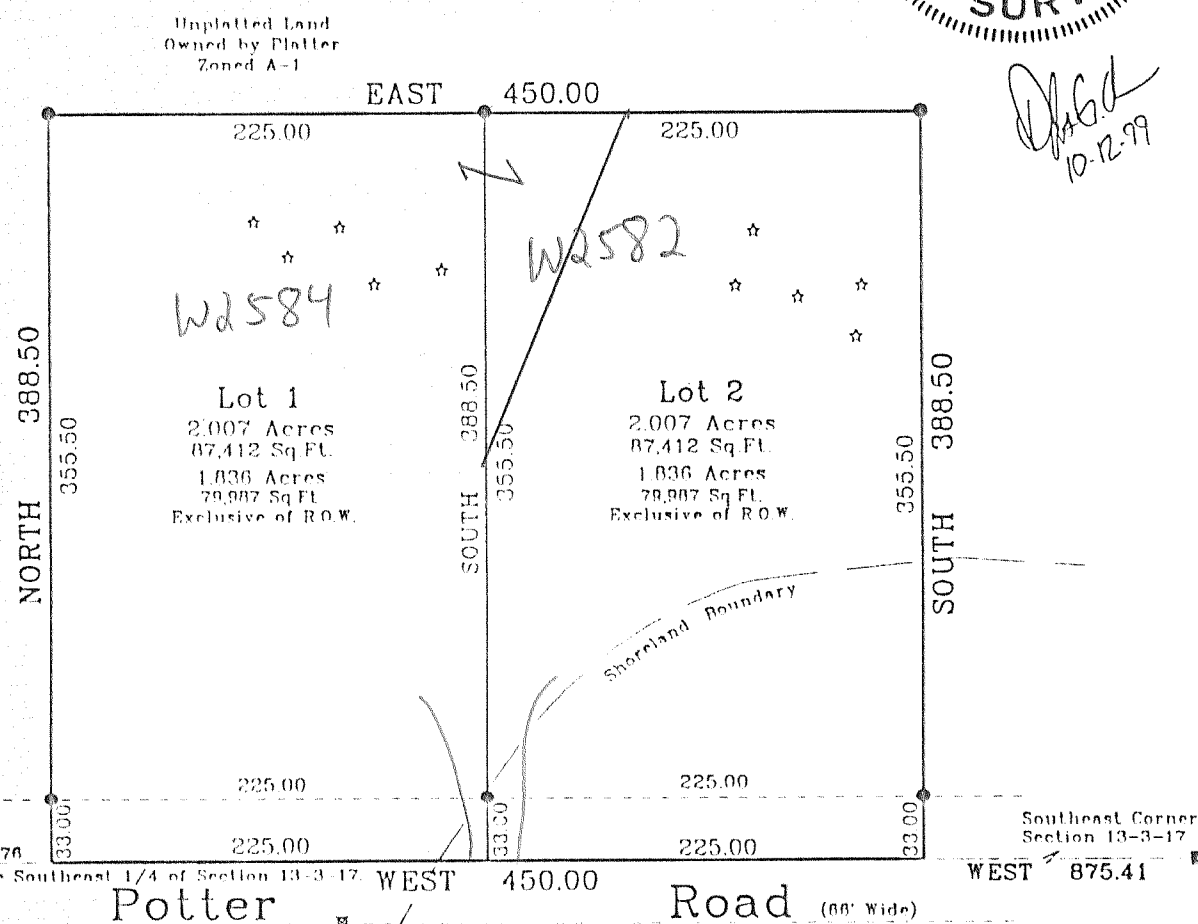 SURV
Unplatted Land
Owned by Platter
Zoned A-1
10-12-99
EAST 450.00
225.00
225.00
W2584
W2582
NORTH 388.50
355.50
SOUTH 388.50
355.50
355.50
SOUTH 388.50
Lot 1
2.007 Acres
87,412 Sq.Ft.
1.836 Acres
79,987 Sq Ft.
Exclusive of R.O.W.
Lot 2
2.007 Acres
87,412 Sq.Ft.
1.836 Acres
79,987 Sq Ft.
Exclusive of R.O.W.
Shoreland Boundary
225.00
225.00
33.00
33.00
33.00
225.00
225.00
Southeast Corner
Section 13-3-17
76
Southeast 1/4 of Section 13-3-17.
WEST 450.00
WEST 875.41
Potter Road (66' Wide)